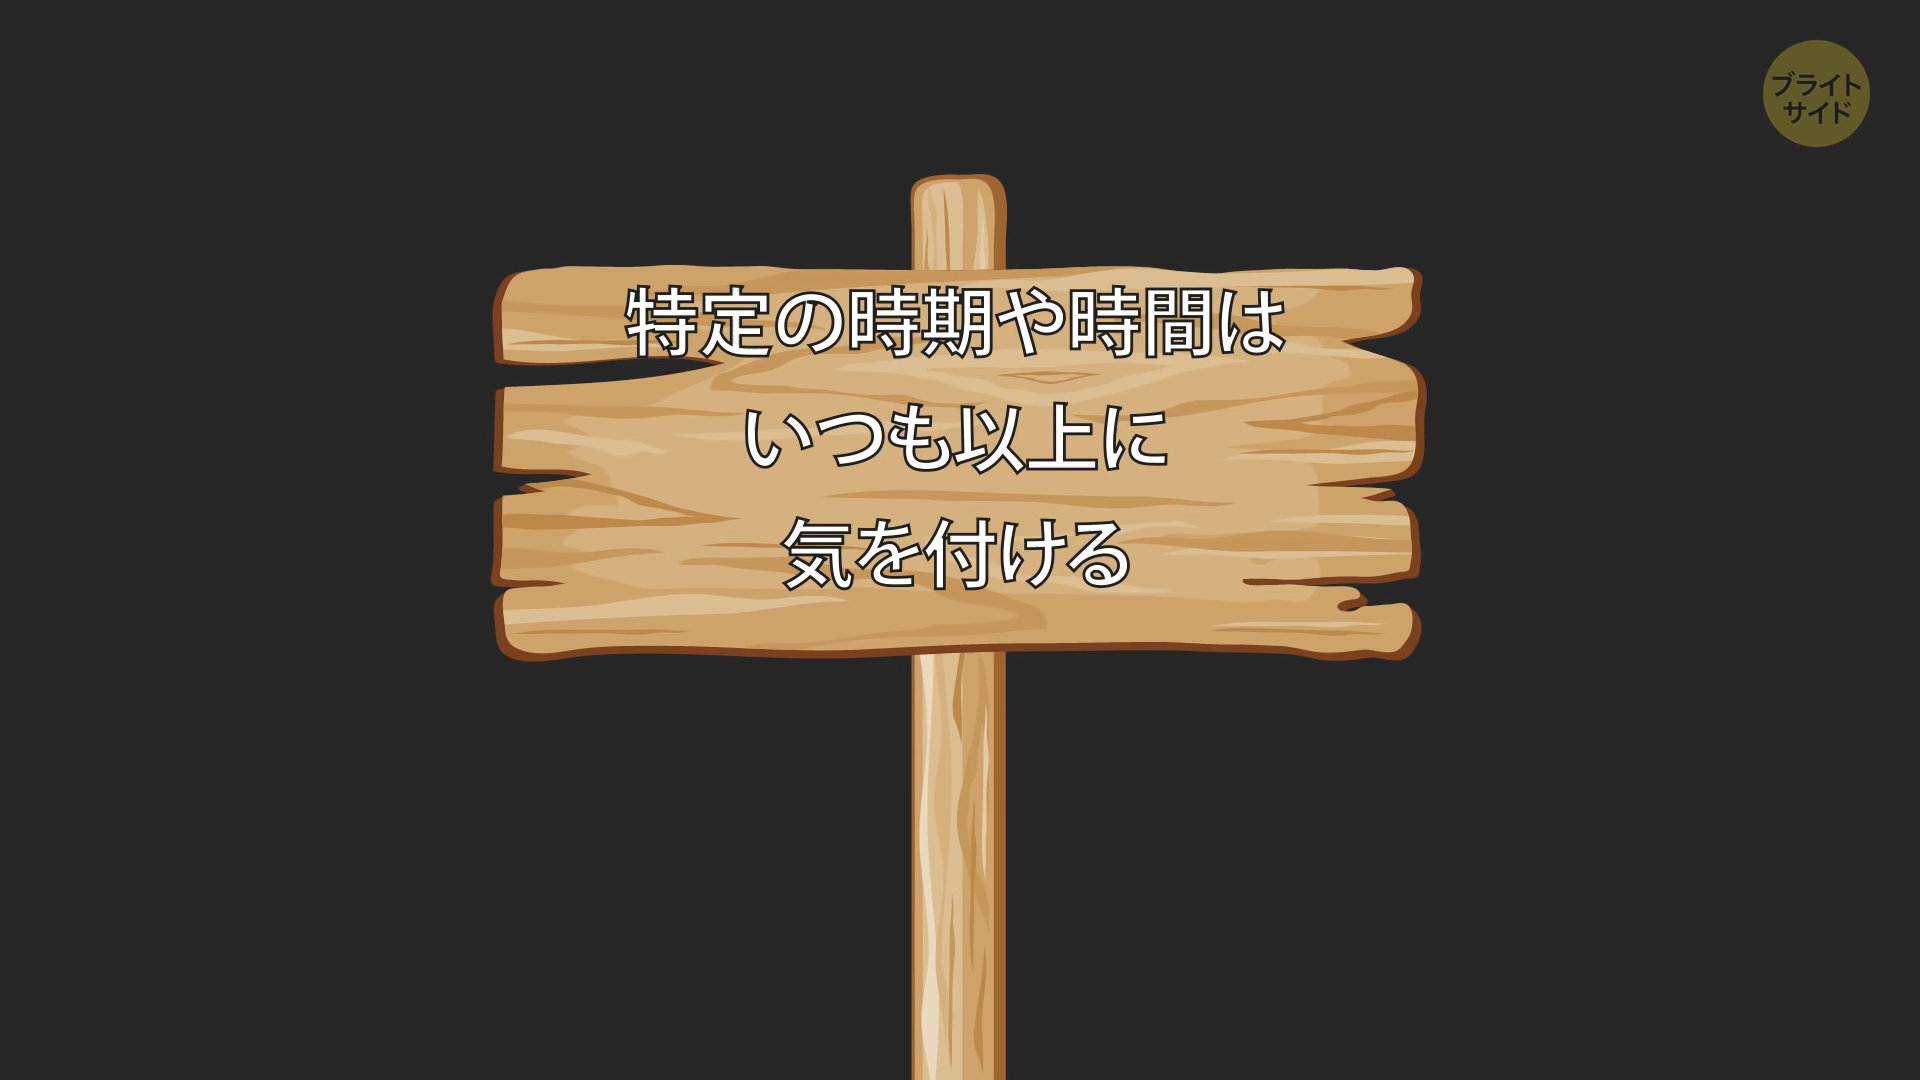 ブライト
サイド
特定の時期や時間は
いつも以上に
気を付ける